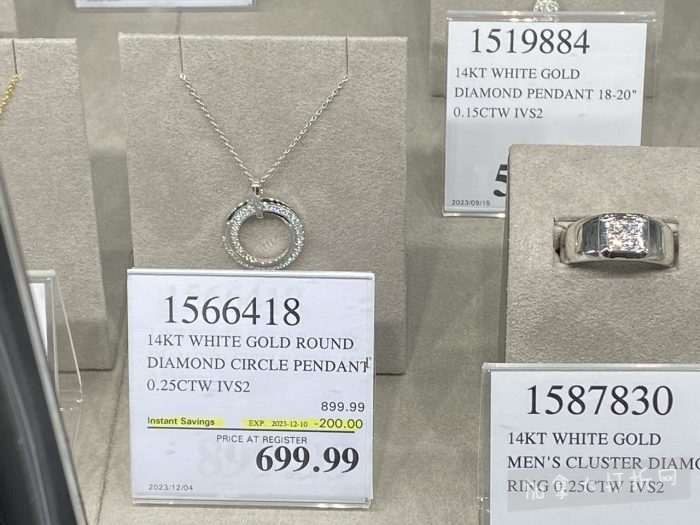 1519884
14KT WHITE GOLD
DIAMOND PENDANT 18-20"
0.15CTW IVS2
5
2023/09/15
1566418
14KT WHITE GOLD ROUND
DIAMOND CIRCLE PENDANT
0.25CTW IVS2
899.99
Instant Savings EXP. 2023-12-10 -200.00
PRICE AT REGISTER
699.99
2023/12/04
1587830
14KT WHITE GOLD
MEN'S CLUSTER DIAMO
RING 0.25CTW IVS2